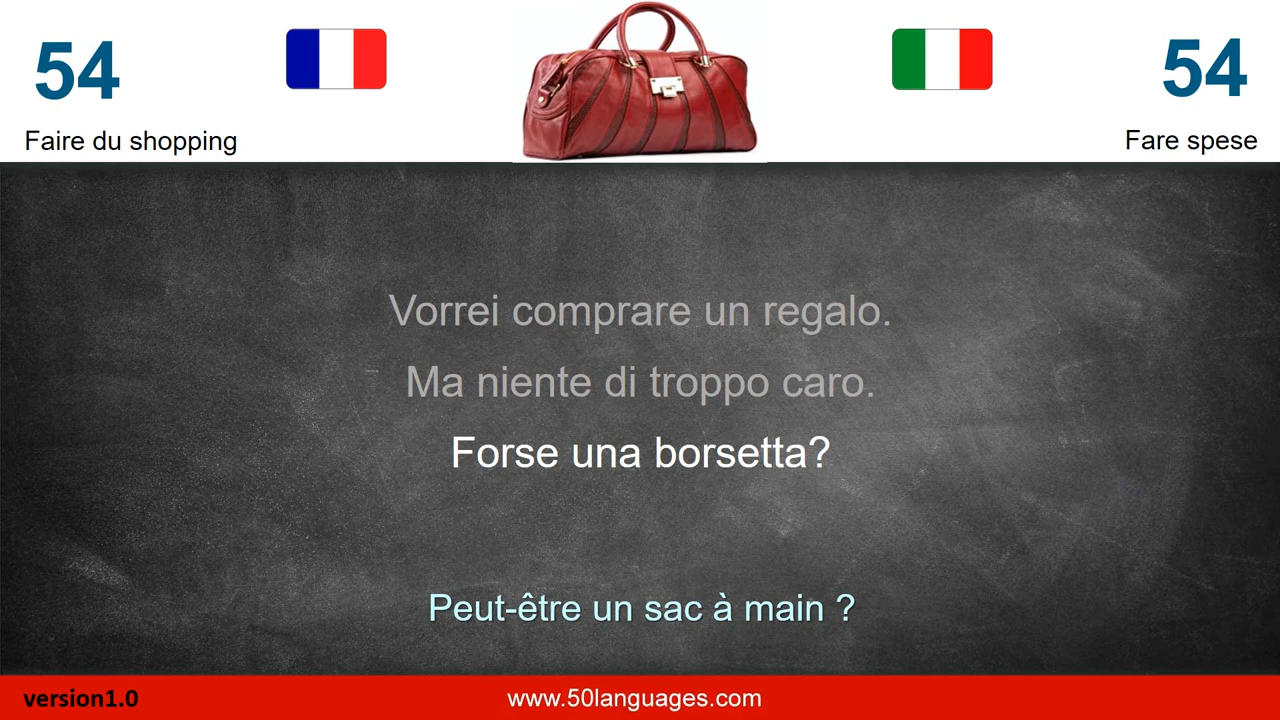 54
54
Faire du shopping
Fare spese
Vorrei comprare un regalo.
Ma niente di troppo caro.
Forse una borsetta?
Peut-être un sac à main ?
version1.0
www.50languages.com